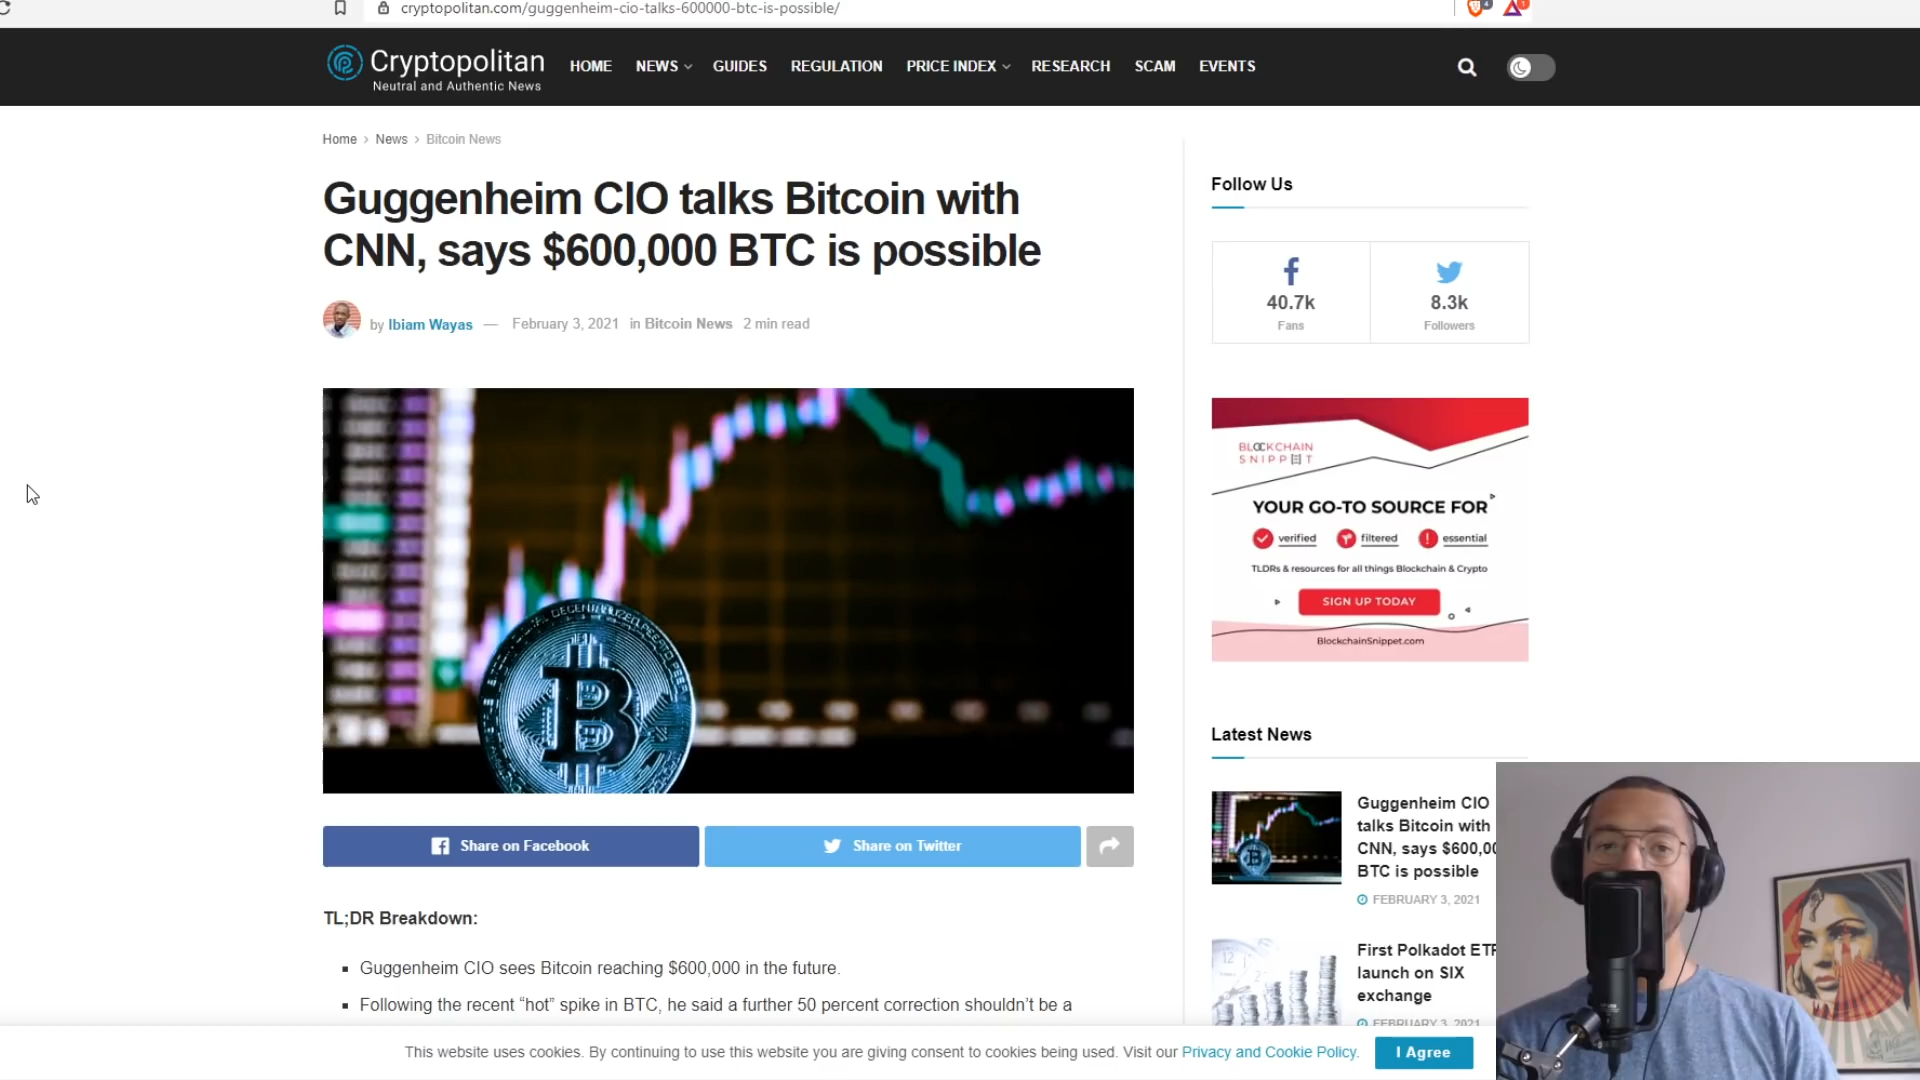 cryptopolitan.com/guggenheim-cio-talks-600000-btc-is-possible/
Cryptopolitan
Neutral and Authentic News
HOME NEWS GUIDES REGULATION PRICE INDEX RESEARCH SCAM EVENTS
Home > News > Bitcoin News
Guggenheim CIO talks Bitcoin with
CNN, says $600,000 BTC is possible
by Ibiam Wayas — February 3, 2021 in Bitcoin News 2 min read
Share on Facebook
Share on Twitter
TL;DR Breakdown:
▪ Guggenheim CIO sees Bitcoin reaching $600,000 in the future.
▪ Following the recent “hot” spike in BTC, he said a further 50 percent correction shouldn’t be a
Follow Us
40.7k
Fans
8.3k
Followers
BLOCKCHAIN
SNIPPET
YOUR GO-TO SOURCE FOR
verified filtered essential
TLDRs & resources for all things Blockchain & Crypto
SIGN UP TODAY
BlockchainSnippet.com
Latest News
Guggenheim CIO
talks Bitcoin with
CNN, says $600,00
BTC is possible
FEBRUARY 3, 2021
First Polkadot ETP
launch on SIX
exchange
FEBRUARY 3, 2021
This website uses cookies. By continuing to use this website you are giving consent to cookies being used. Visit our Privacy and Cookie Policy.
I Agree